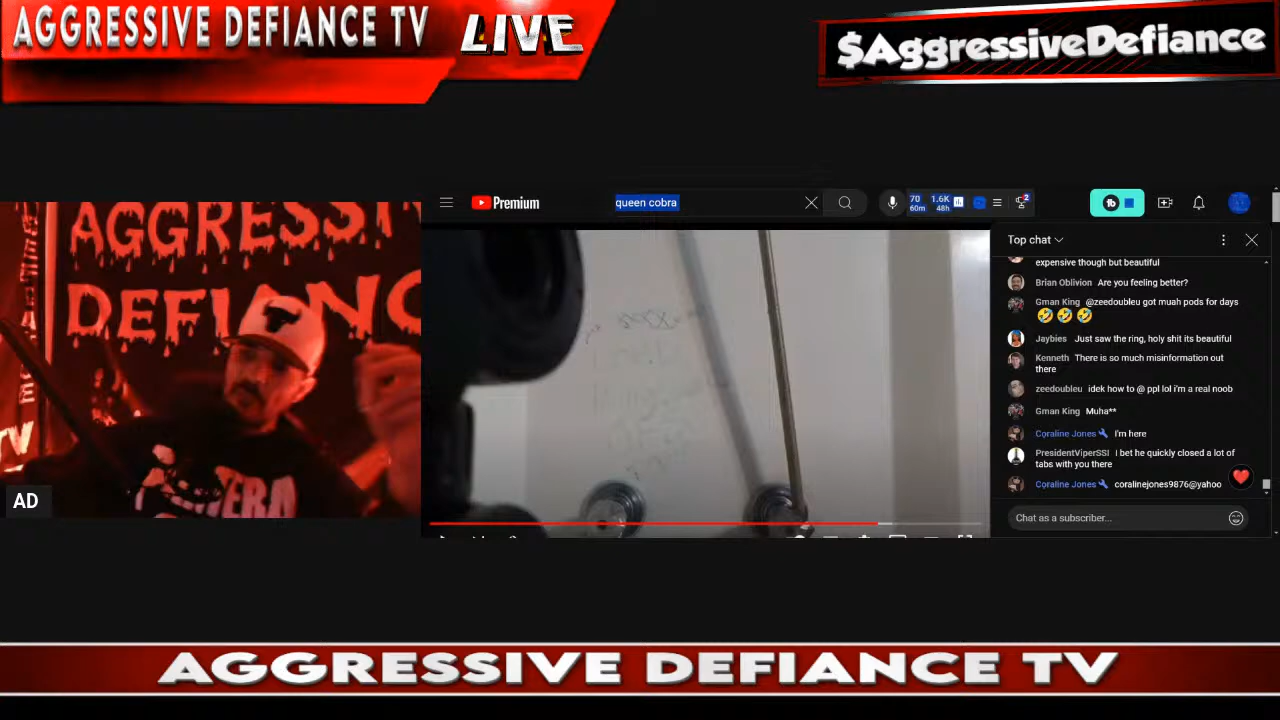 AGGRESSIVE DEFIANCE TV
LIVE
$AggressiveDefiance
AGGRESSIV
DEFIANC
TV
AD
Premium
queen cobra
70
60m
1.6K
48h
2
Top chat
expensive though but beautiful
Brian Oblivion Are you feeling better?
Gman King @zeedoubleu got muah pods for days
🤣🤣🤣
Jaybies Just saw the ring, holy shit its beautiful
Kenneth There is so much misinformation out
there
zeedoubleu idek how to @ ppl lol i'm a real noob
Gman King Muha**
Coraline Jones I'm here
PresidentViperSSI I bet he quickly closed a lot of
tabs with you there
Coraline Jones coralinejones9876@yahoo
Chat as a subscriber...
AGGRESSIVE DEFIANCE TV